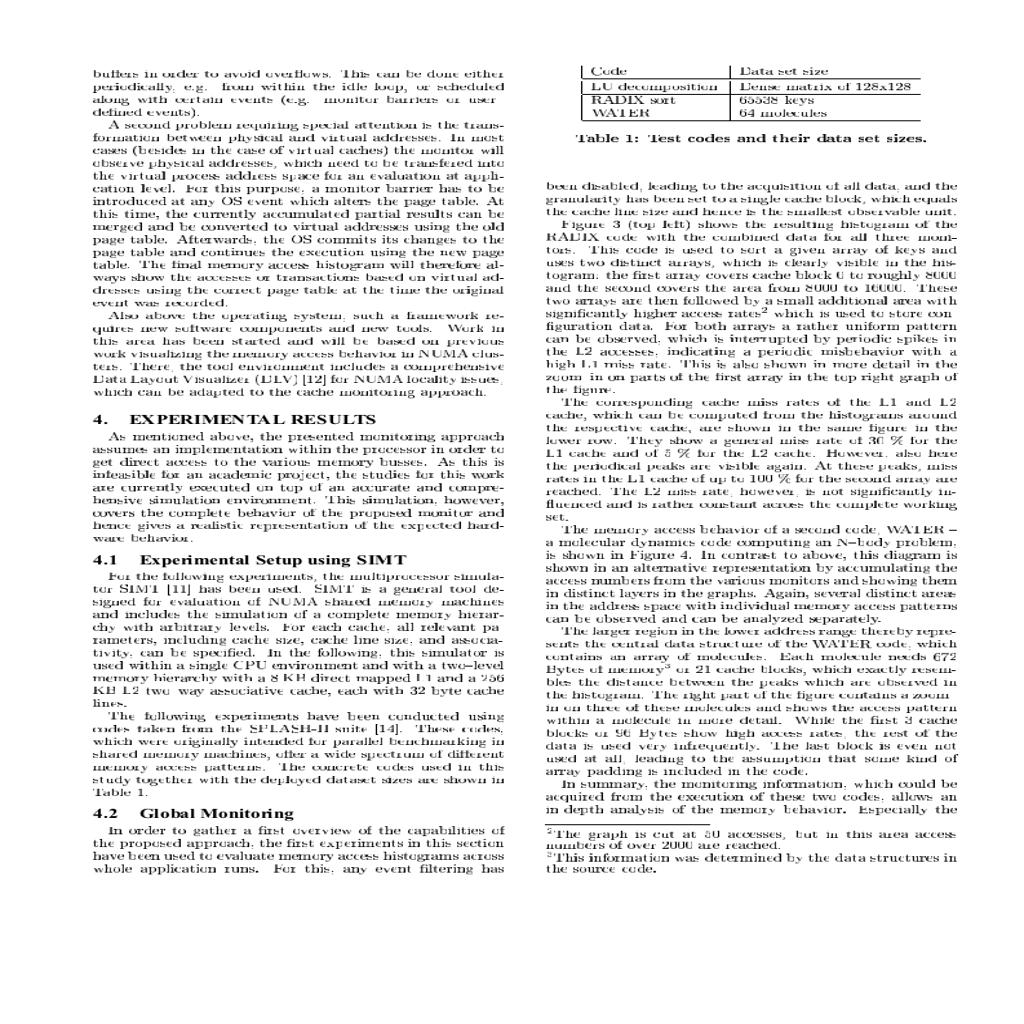 buffers in order to avoid overflows. This can be done either
periodically, e.g. from within the idle loop, or scheduled
along with certain events (e.g. monitor barriers or user-
defined events).
A second problem requiring special attention is the trans-
formation between physical and virtual addresses. In most
cases (besides in the case of virtual caches) the monitor will
observe physical addresses, which need to be transfered into
the virtual process address space for an evaluation at appli-
cation level. For this purpose, a monitor barrier has to be
introduced at any OS event which alters the page table. At
this time, the currently accumulated partial results can be
merged and be converted to virtual addresses using the old
page table. Afterwards, the OS commits its changes to the
page table and continues the execution using the new page
table. The final memory access histogram will therefore al-
ways show the accesses or transactions based on virtual ad-
dresses using the correct page table at the time the original
event was recorded.
Also above the operating system, such a framework re-
quires new software components and new tools. Work in
this area has been started and will be based on previous
work visualizing the memory access behavior in NUMA clus-
ters. There, the tool environment includes a comprehensive
Data Layout Visualizer (DLV) [12] for NUMA locality issues,
which can be adapted to the cache monitoring approach.
4. EXPERIMENTAL RESULTS
As mentioned above, the presented monitoring approach
assumes an implementation within the processor in order to
get direct access to the various memory busses. As this is
infeasible for an academic project, the studies for this work
are currently executed on top of an accurate and compre-
hensive simulation environment. This simulation, however,
covers the complete behavior of the proposed monitor and
hence gives a realistic representation of the expected hard-
ware behavior.
4.1 Experimental Setup using SIMT
For the following experiments, the multiprocessor simula-
tor SIMT [11] has been used. SIMT is a general tool de-
signed for evaluation of NUMA shared memory machines
and includes the simulation of a complete memory hierar-
chy with arbitrary levels. For each cache, all relevant pa-
rameters, including cache size, cache line size, and associa-
tivity, can be specified. In the following, this simulator is
used within a single CPU environment and with a two-level
memory hierarchy with a 8 KB direct mapped L1 and a 256
KB L2 two way associative cache, each with 32 byte cache
lines.
The following experiments have been conducted using
codes taken from the SPLASH-II suite [14]. These codes,
which were originally intended for parallel benchmarking in
shared memory machines, offer a wide spectrum of different
memory access patterns. The concrete codes used in this
study together with the deployed dataset sizes are shown in
Table 1.
4.2 Global Monitoring
In order to gather a first overview of the capabilities of
the proposed approach, the first experiments in this section
have been used to evaluate memory access histograms across
whole application runs. For this, any event filtering has
Code Data set size
LU decomposition Dense matrix of 128x128
RADIX sort 65538 keys
WATER 64 molecules
Table 1: Test codes and their data set sizes.
been disabled, leading to the acquisition of all data, and the
granularity has been set to a single cache block, which equals
the cache line size and hence is the smallest observable unit.
Figure 3 (top left) shows the resulting histogram of the
RADIX code with the combined data for all three moni-
tors. This code is used to sort a given array of keys and
uses two distinct arrays, which is clearly visible in the his-
togram: the first array covers cache block 0 to roughly 8000
and the second covers the area from 8000 to 16000. These
two arrays are then followed by a small additional area with
significantly higher access rates² which is used to store con-
figuration data. For both arrays a rather uniform pattern
can be observed, which is interrupted by periodic spikes in
the L2 accesses, indicating a periodic misbehavior with a
high L1 miss rate. This is also shown in more detail in the
zoom-in on parts of the first array in the top right graph of
the figure.
The corresponding cache miss rates of the L1 and L2
cache, which can be computed from the histograms around
the respective cache, are shown in the same figure in the
lower row. They show a general miss rate of 30 % for the
L1 cache and of 5 % for the L2 cache. However, also here
the periodical peaks are visible again. At these peaks, miss
rates in the L1 cache of up to 100 % for the second array are
reached. The L2 miss rate, however, is not significantly in-
fluenced and is rather constant across the complete working
set.
The memory access behavior of a second code, WATER –
a molecular dynamics code computing an N-body problem,
is shown in Figure 4. In contrast to above, this diagram is
shown in an alternative representation by accumulating the
access numbers from the various monitors and showing them
in distinct layers in the graphs. Again, several distinct areas
in the address space with individual memory access patterns
can be observed and can be analyzed separately.
The larger region in the lower address range thereby repre-
sents the central data structure of the WATER code, which
contains an array of molecules. Each molecule needs 672
Bytes of memory³ or 21 cache blocks, which exactly resem-
bles the distance between the peaks which are observed in
the histogram. The right part of the figure contains a zoom-
in on three of these molecules and shows the access pattern
within a molecule in more detail. While the first 3 cache
blocks or 96 Bytes show high access rates, the rest of the
data is used very infrequently. The last block is even not
used at all, leading to the assumption that some kind of
array padding is included in the code.
In summary, the monitoring information, which could be
acquired from the execution of these two codes, allows an
in-depth analysis of the memory behavior. Especially the
²The graph is cut at 50 accesses, but in this area access
numbers of over 2000 are reached.
³This information was determined by the data structures in
the source code.